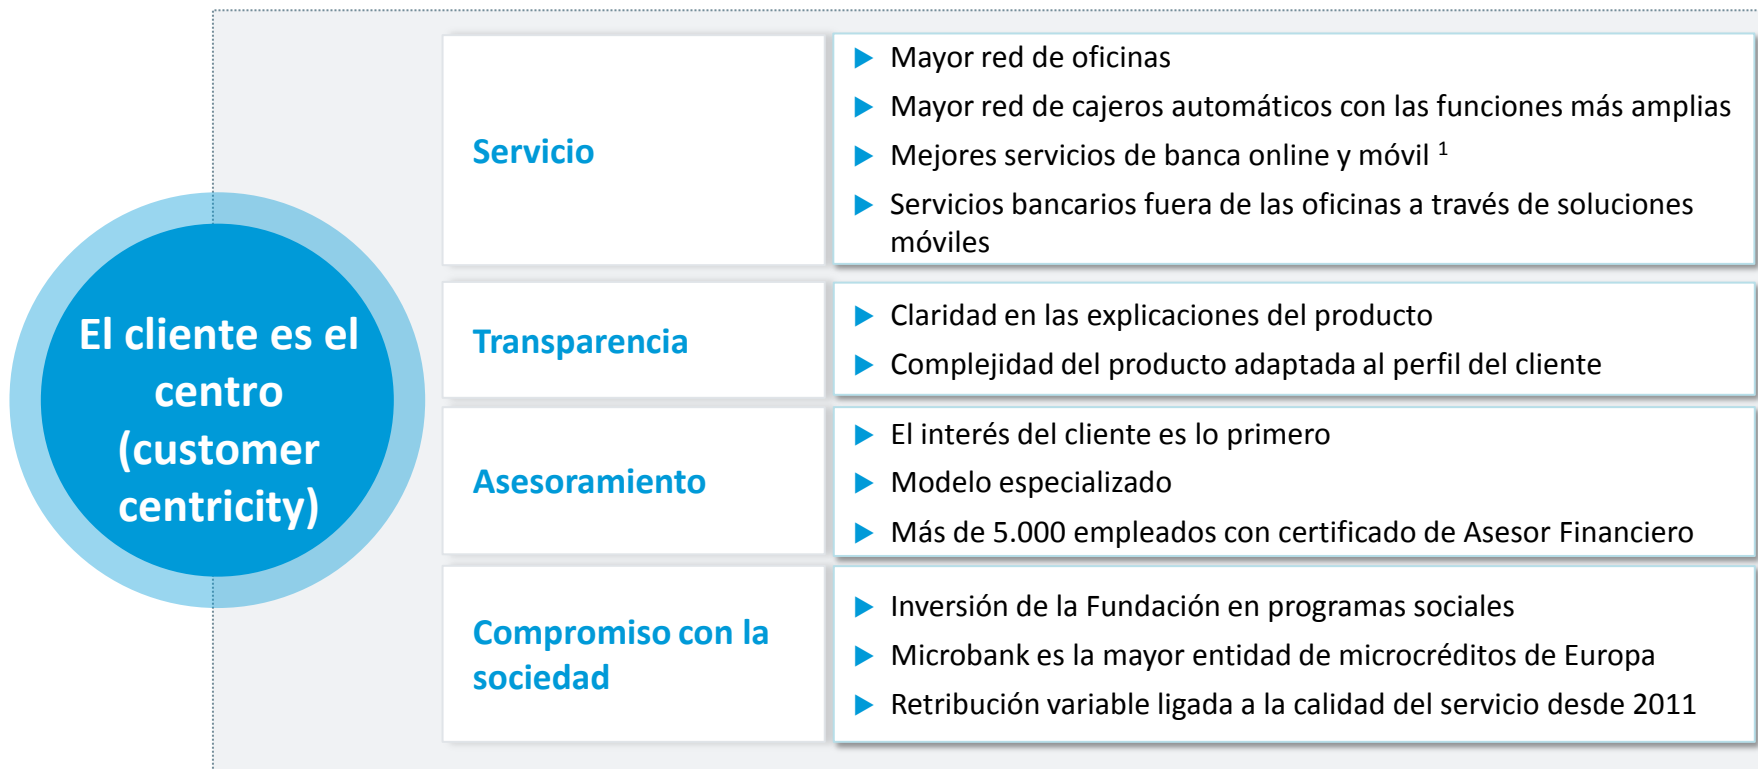 El cliente es el
centro
(customer
centricity)
Servicio
Mayor red de oficinas
Mayor red de cajeros automáticos con las funciones más amplias
Mejores servicios de banca online y móvil ¹
Servicios bancarios fuera de las oficinas a través de soluciones
móviles
Transparencia
Claridad en las explicaciones del producto
Complejidad del producto adaptada al perfil del cliente
Asesoramiento
El interés del cliente es lo primero
Modelo especializado
Más de 5.000 empleados con certificado de Asesor Financiero
Compromiso con la
sociedad
Inversión de la Fundación en programas sociales
Microbank es la mayor entidad de microcréditos de Europa
Retribución variable ligada a la calidad del servicio desde 2011